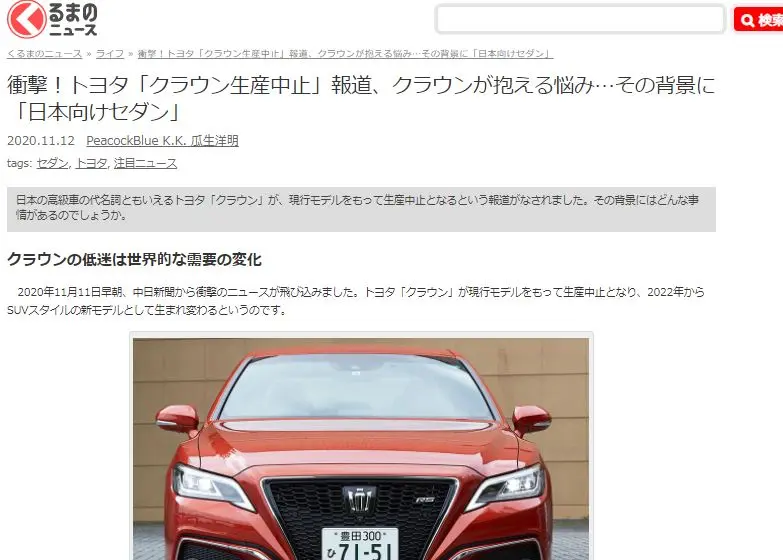 くるまのニュース
検索
くるまのニュース » ライフ » 衝撃！トヨタ「クラウン生産中止」報道、クラウンが抱える悩み…その背景に「日本向けセダン」
衝撃！トヨタ「クラウン生産中止」報道、クラウンが抱える悩み…その背景に
「日本向けセダン」
2020.11.12 PeacockBlue K.K. 瓜生洋明
tags: セダン, トヨタ, 注目ニュース
日本の高級車の代名詞ともいえるトヨタ「クラウン」が、現行モデルをもって生産中止となるという報道がなされました。その背景にはどんな事
情があるのでしょうか。
クラウンの低迷は世界的な需要の変化
2020年11月11日早朝、中日新聞から衝撃のニュースが飛び込みました。トヨタ「クラウン」が現行モデルをもって生産中止となり、2022年から
SUVスタイルの新モデルとして生まれ変わるというのです。
RS
豊田 300
ひ 71-51